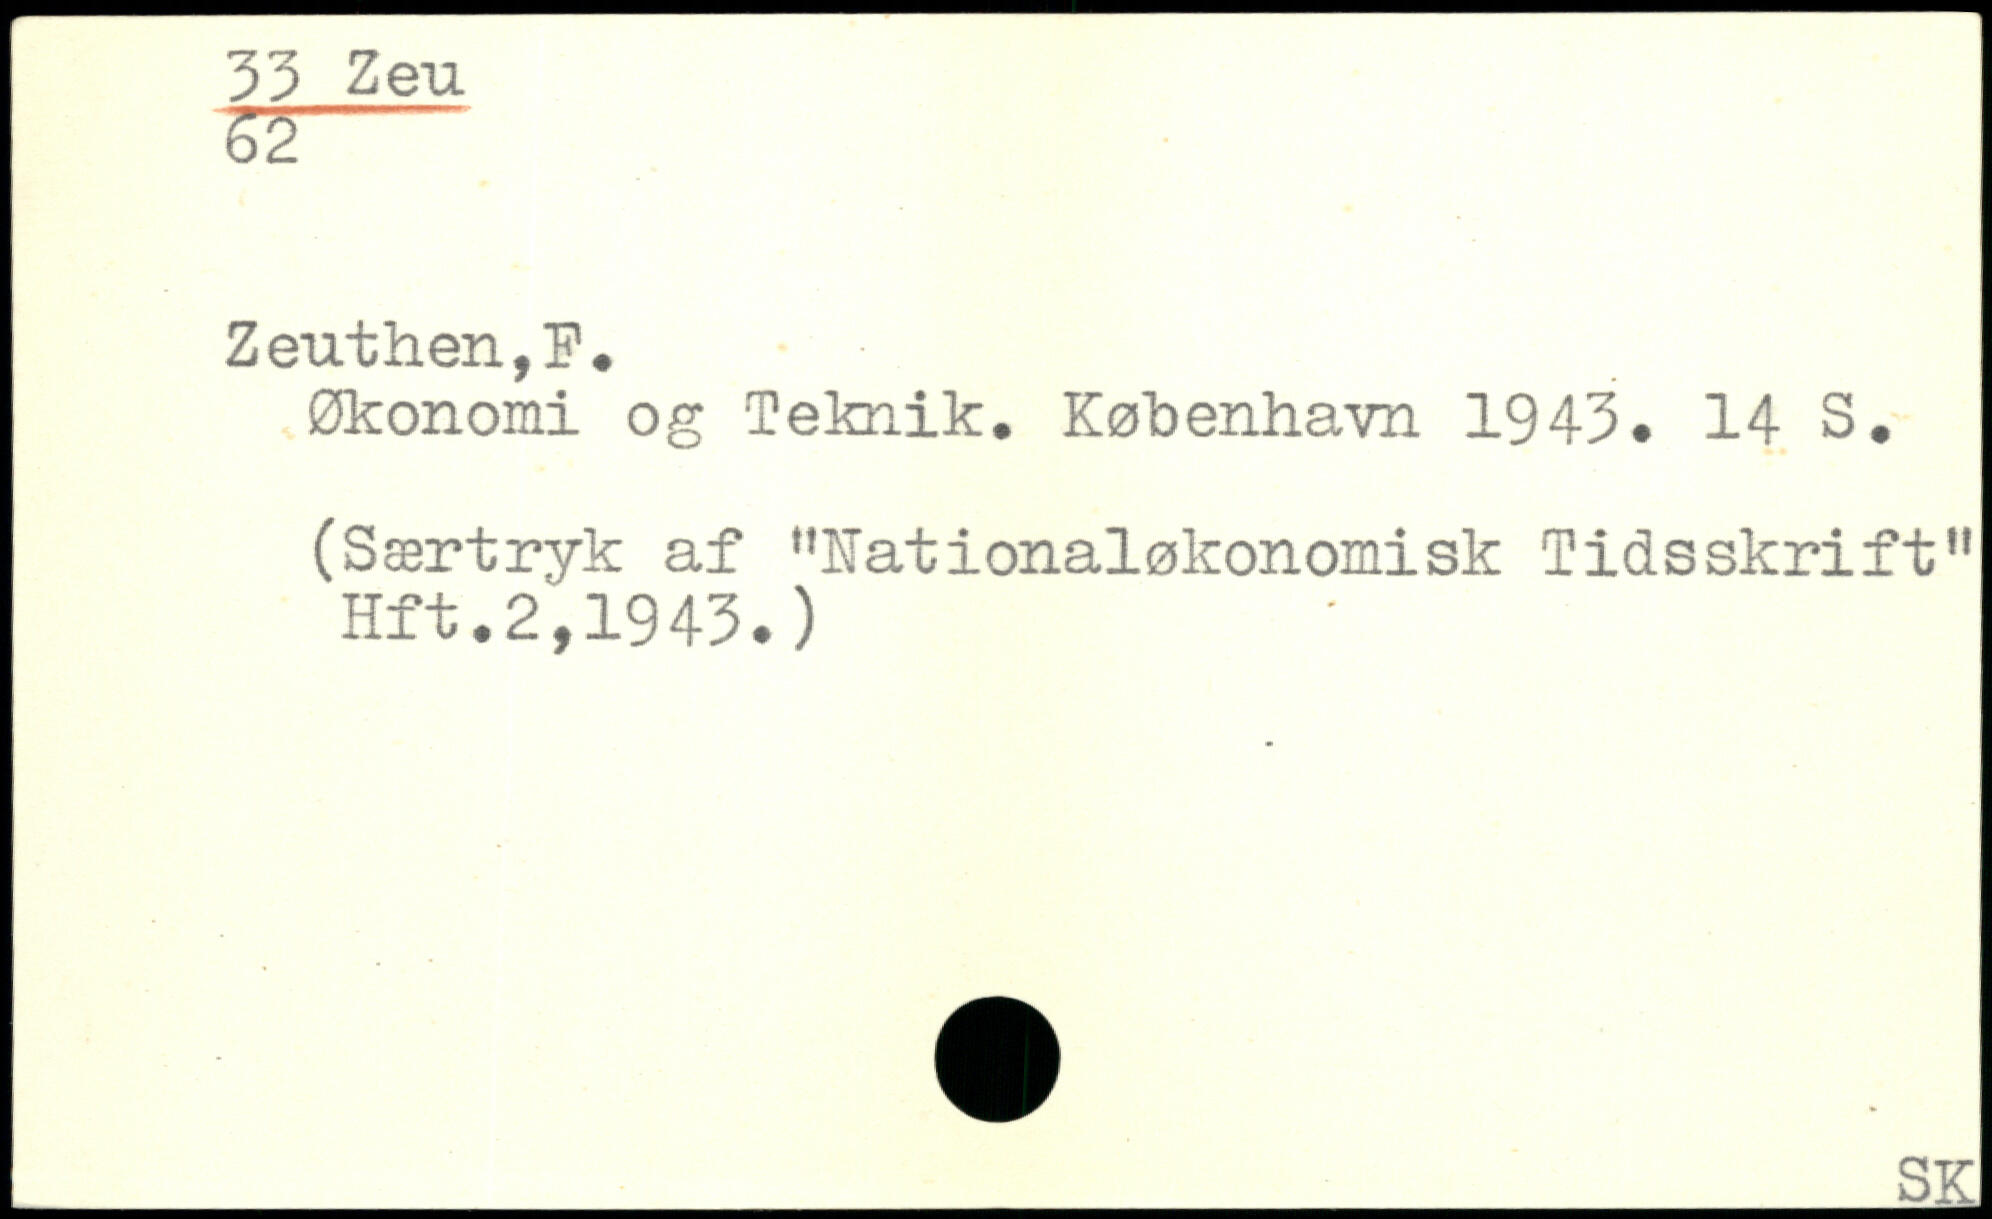 33 Zeu
62
Zeuthen,F.
Økonomi og Teknik. København 1943. 14 S.
(Særtryk af "Nationaløkonomisk Tidsskrift"
Hft.2,1943.)
SK